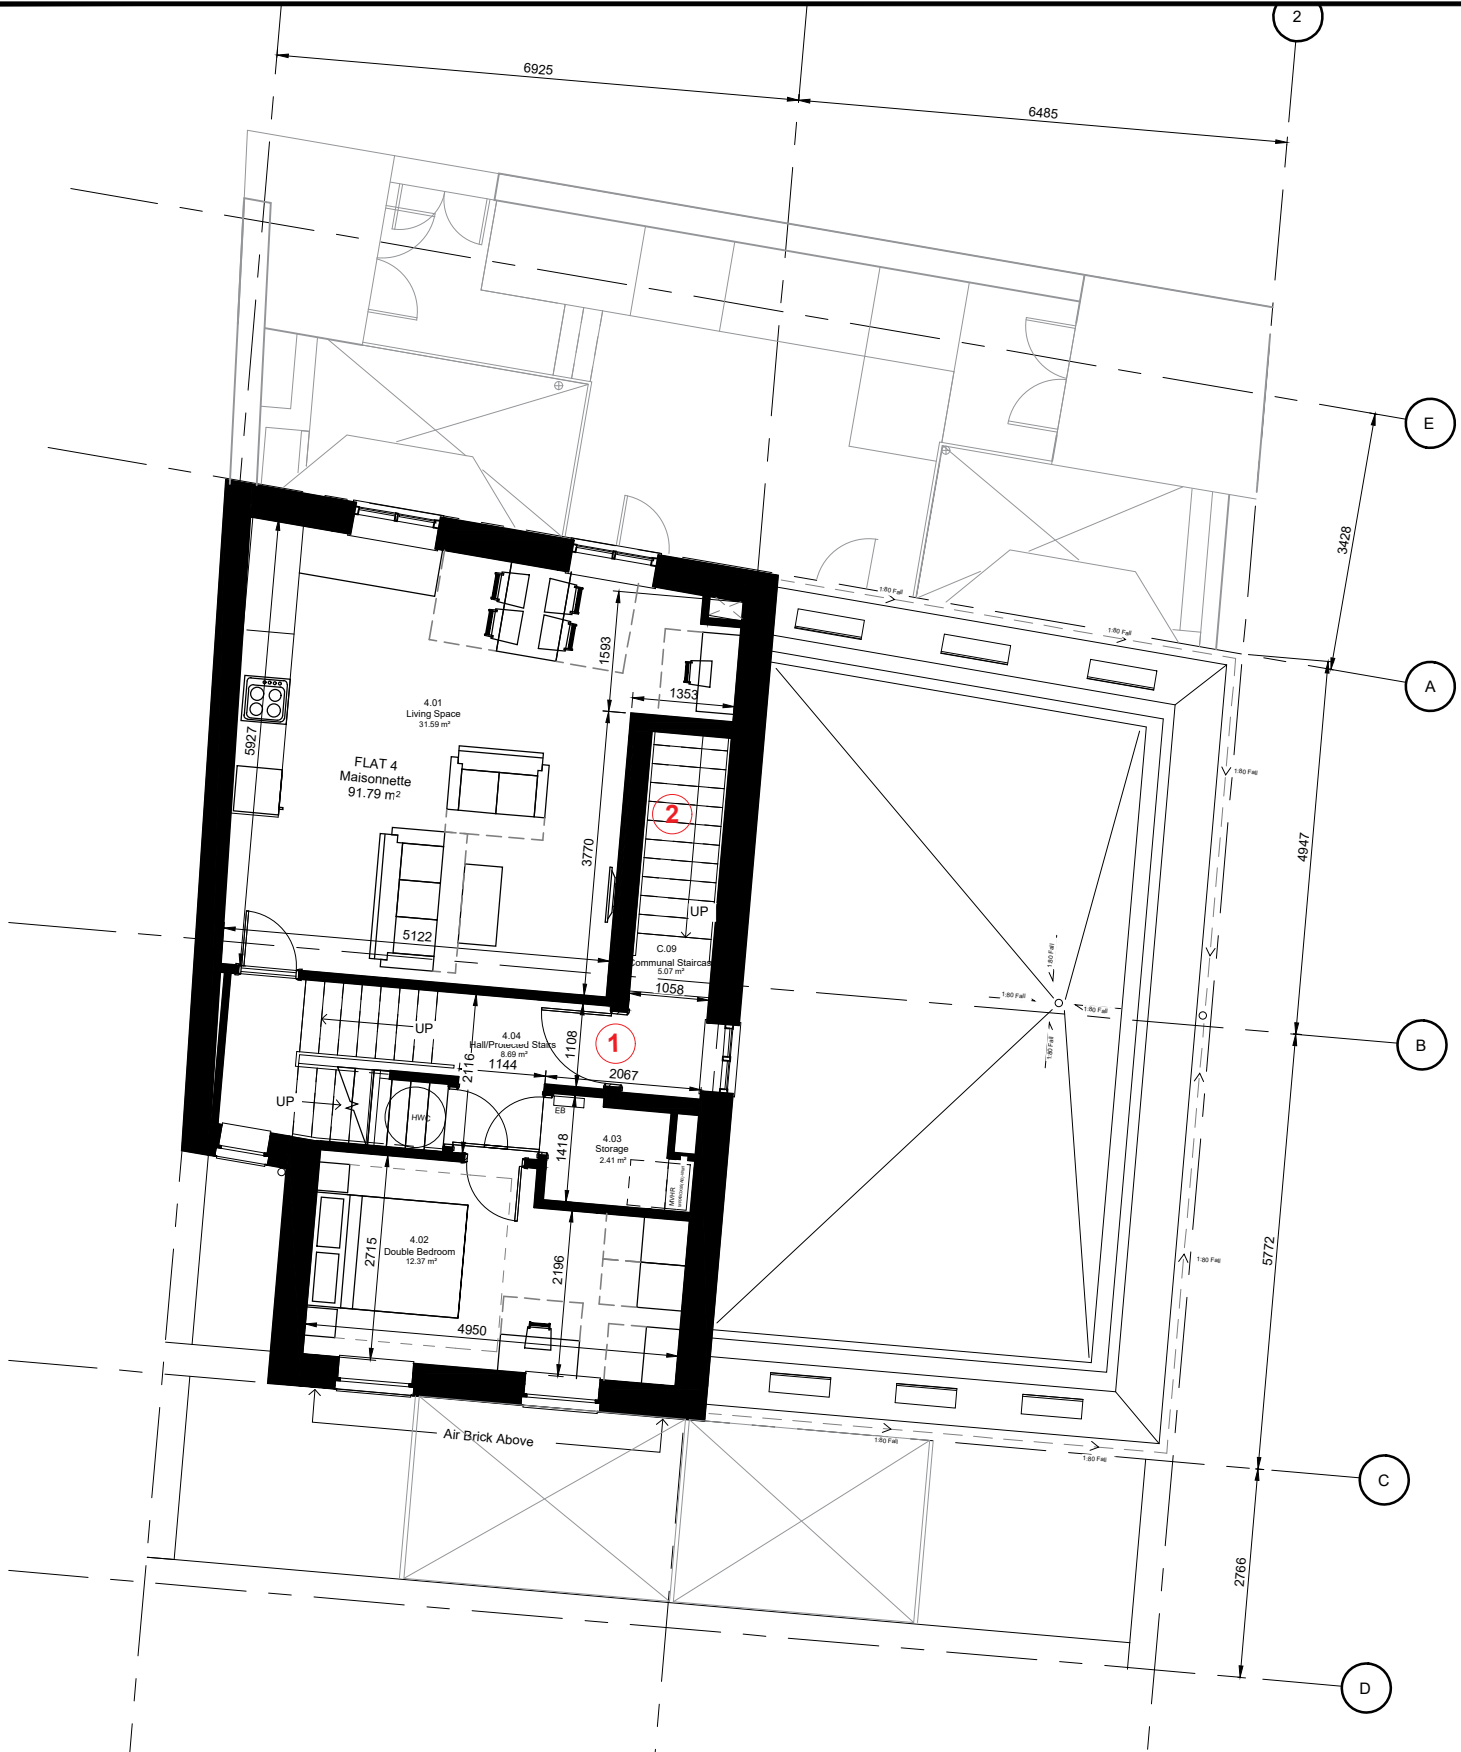 2
6925
6485
E
3428
1:80 Fall
1:80 Fall
A
1593
1353
4.01
Living Space
31.59 m²
5927
FLAT 4
Maisonnette
91.79 m²
1:80 Fall
2
3770
4947
UP
5122
C.09
Communal Staircas
5.07 m²
1058
1:80 Fall
1:80 Fall
1:80 Fall
1:80 Fall
UP
4.04
Hall/Protected Stairs
8.69 m²
1
1108
B
2116
1144
2067
UP
HWC
EB
4.03
Storage
2.41 m²
1418
MVHR
4.02
Double Bedroom
12.37 m²
2715
2196
4950
1:80 Fall
5772
Air Brick Above
1:80 Fall
1:80 Fall
C
2766
D